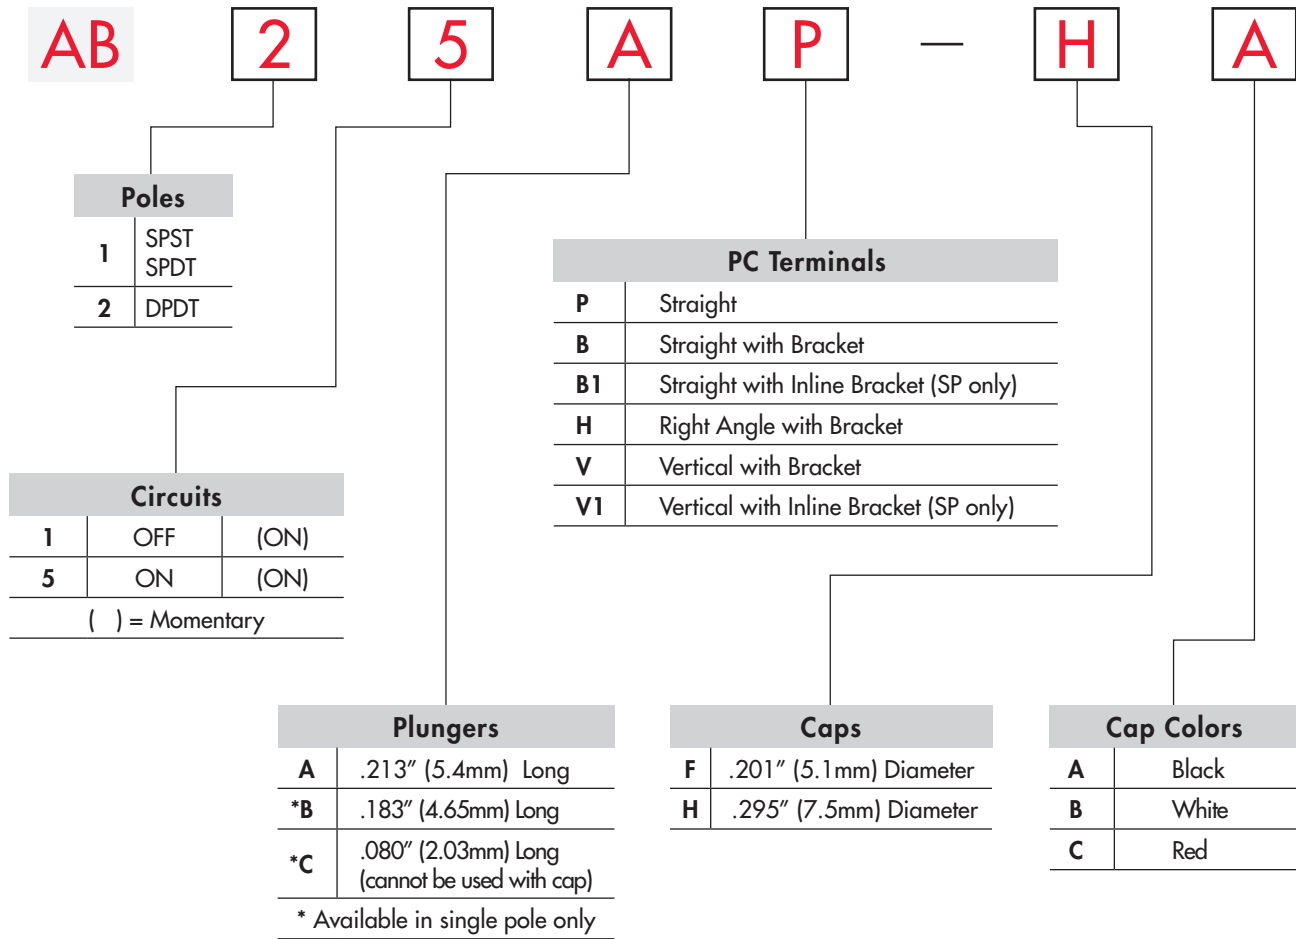 AB 2 5 A P — H A
Poles
1 SPST
SPDT
2 DPDT
PC Terminals
P Straight
B Straight with Bracket
B1 Straight with Inline Bracket (SP only)
H Right Angle with Bracket
V Vertical with Bracket
V1 Vertical with Inline Bracket (SP only)
Circuits
1 OFF (ON)
5 ON (ON)
( ) = Momentary
Plungers
A .213" (5.4mm) Long
*B .183" (4.65mm) Long
*C .080" (2.03mm) Long
(cannot be used with cap)
* Available in single pole only
Caps
F .201" (5.1mm) Diameter
H .295" (7.5mm) Diameter
Cap Colors
A Black
B White
C Red